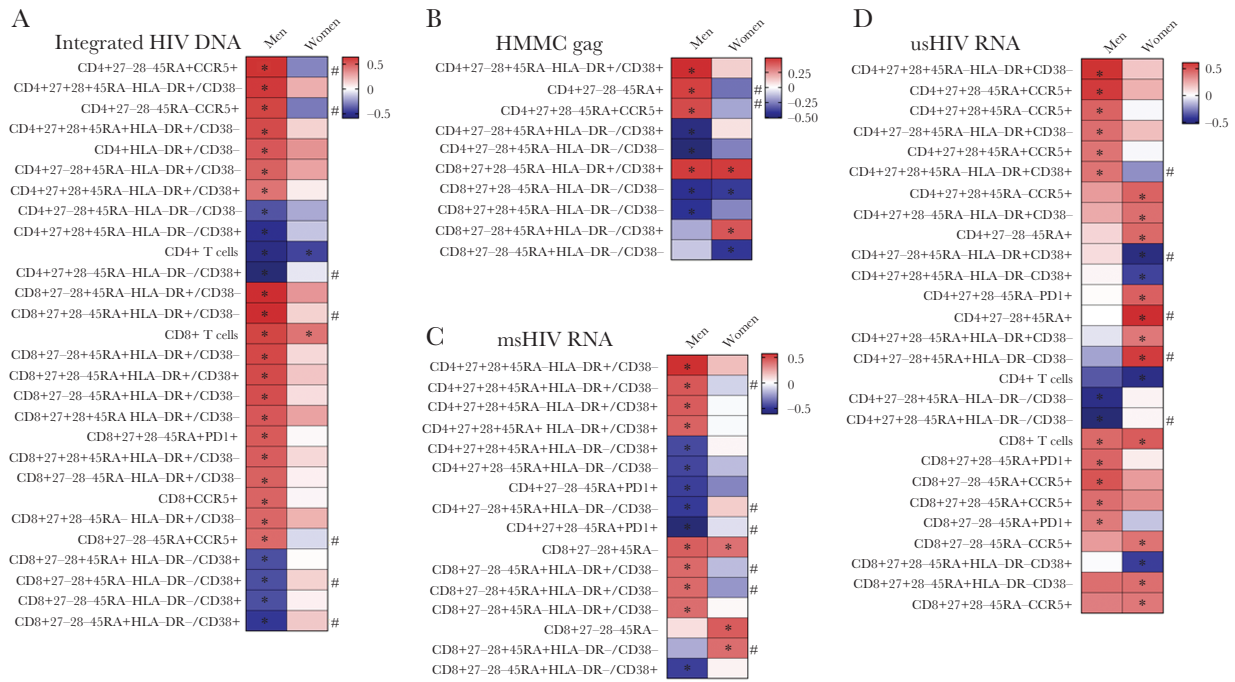 A
Integrated HIV DNA
Men
Women
CD4+27–28–45RA+CCR5+ * #
CD4+27+28+45RA–HLA–DR+/CD38– *
CD4+27–28–45RA–CCR5+ * #
CD4+27+28+45RA+HLA–DR+/CD38– *
CD4+HLA–DR+/CD38– *
CD4+27–28+45RA–HLA–DR+/CD38– *
CD4+27+28+45RA–HLA–DR+/CD38+ *
CD4+27–28+45RA–HLA–DR–/CD38– *
CD4+27+28+45RA–HLA–DR–/CD38+ *
CD4+ T cells * *
CD4+27+28–45RA–HLA–DR–/CD38+ * #
CD8+27–28+45RA–HLA–DR+/CD38– *
CD8+27–28+45RA+HLA–DR+/CD38– * #
CD8+ T cells * *
CD8+27–28+45RA–HLA–DR+/CD38– *
CD8+27+28–45RA+HLA–DR+/CD38+ *
CD8+27–28–45RA–HLA–DR+/CD38– *
CD8+27+28+45RA HLA–DR+/CD38– *
CD8+27+28–45RA+PD1+ *
CD8+27+28+45RA–HLA–DR+/CD38– *
CD8+27–28–45RA–HLA–DR+/CD38– *
CD8+CCR5+ *
CD8+27+28–45RA– HLA–DR+/CD38– *
CD8+27–28–45RA+CCR5+ * #
CD8+27–28+45RA+ HLA–DR–/CD38+ *
CD8+27–28+45RA–HLA–DR–/CD38+ * #
CD8+27–28–45RA–HLA–DR–/CD38+ *
CD8+27–28–45RA+HLA–DR–/CD38+ * #
0.5
0
–0.5
B
HMMC gag
Men
Women
CD4+27–28+45RA–HLA–DR+/CD38+ *
CD4+27–28–45RA+ * #
CD4+27+28–45RA+CCR5+ * #
CD4+27–28+45RA+HLA–DR–/CD38+ *
CD4+27–28–45RA–HLA–DR–/CD38– *
CD8+27+28–45RA–HLA–DR+/CD38+ * *
CD8+27–28–45RA–HLA–DR–/CD38– * *
CD8+27+28–45RA–HLA–DR–/CD38– *
CD8+27–28–45RA+HLA–DR+/CD38+ *
CD8+27–28–45RA+HLA–DR–/CD38– *
0.25
0
–0.25
–0.50
C
msHIV RNA
Men
Women
CD4+27+28+45RA–HLA–DR+/CD38– *
CD4+27+28+45RA+HLA–DR+/CD38– * #
CD4+27+28+45RA–HLA–DR+/CD38+ *
CD4+27+28+45RA+ HLA–DR+/CD38+ *
CD4+27+28+45RA+HLA–DR–/CD38+ *
CD4+27+28–45RA+HLA–DR–/CD38– *
CD4+27–28–45RA+PD1+ *
CD4+27–28–45RA–HLA–DR–/CD38– * #
CD4+27+28–45RA+PD1+ * #
CD8+27–28+45RA– * *
CD8+27–28–45RA–HLA–DR+/CD38– * #
CD8+27–28+45RA–HLA–DR+/CD38– * #
CD8+27–28+45RA–HLA–DR+/CD38– *
CD8+27–28–45RA– *
CD8+27–28+45RA–HLA–DR–/CD38– * #
CD8+27–28–45RA+HLA–DR–/CD38+ *
0.5
0
–0.5
D
usHIV RNA
Men
Women
CD4+27–28+45RA–HLA–DR+CD38– *
CD4+27–28–45RA+CCR5+ *
CD4+27–28–45RA–CCR5+ *
CD4+27–28–45RA–HLA–DR+CD38– *
CD4+27+28+45RA+CCR5+ *
CD4+27+28+45RA+HLA–DR+CD38+ * #
CD4+27+28+45RA–CCR5+ *
CD4+27–28–45RA–HLA–DR+CD38– *
CD4+27–28–45RA+ *
CD4+27–28–45RA+HLA–DR+CD38+ * #
CD4+27+28+45RA–HLA–DR–CD38+ *
CD4+27+28–45RA–PD1+ *
CD4+27–28+45RA+ * #
CD4+27–28+45RA+HLA–DR+CD38– *
CD4+27–28–45RA+HLA–DR–CD38– * #
CD4+ T cells *
CD4+27–28–45RA–HLA–DR–/CD38– *
CD4+27+28–45RA+HLA–DR–/CD38– * #
CD8+ T cells * *
CD8+27+28–45RA+PD1+ *
CD8+27–28–45RA+CCR5+ *
CD8+27+28–45RA+CCR5+ *
CD8+27–28–45RA+PD1+ *
CD8+27–28–45RA–CCR5+ *
CD8+27+28+45RA+HLA–DR–CD38+ *
CD8+27–28–45RA+HLA–DR–CD38– *
CD8+27+28–45RA–CCR5+ *
0.5
0
–0.5